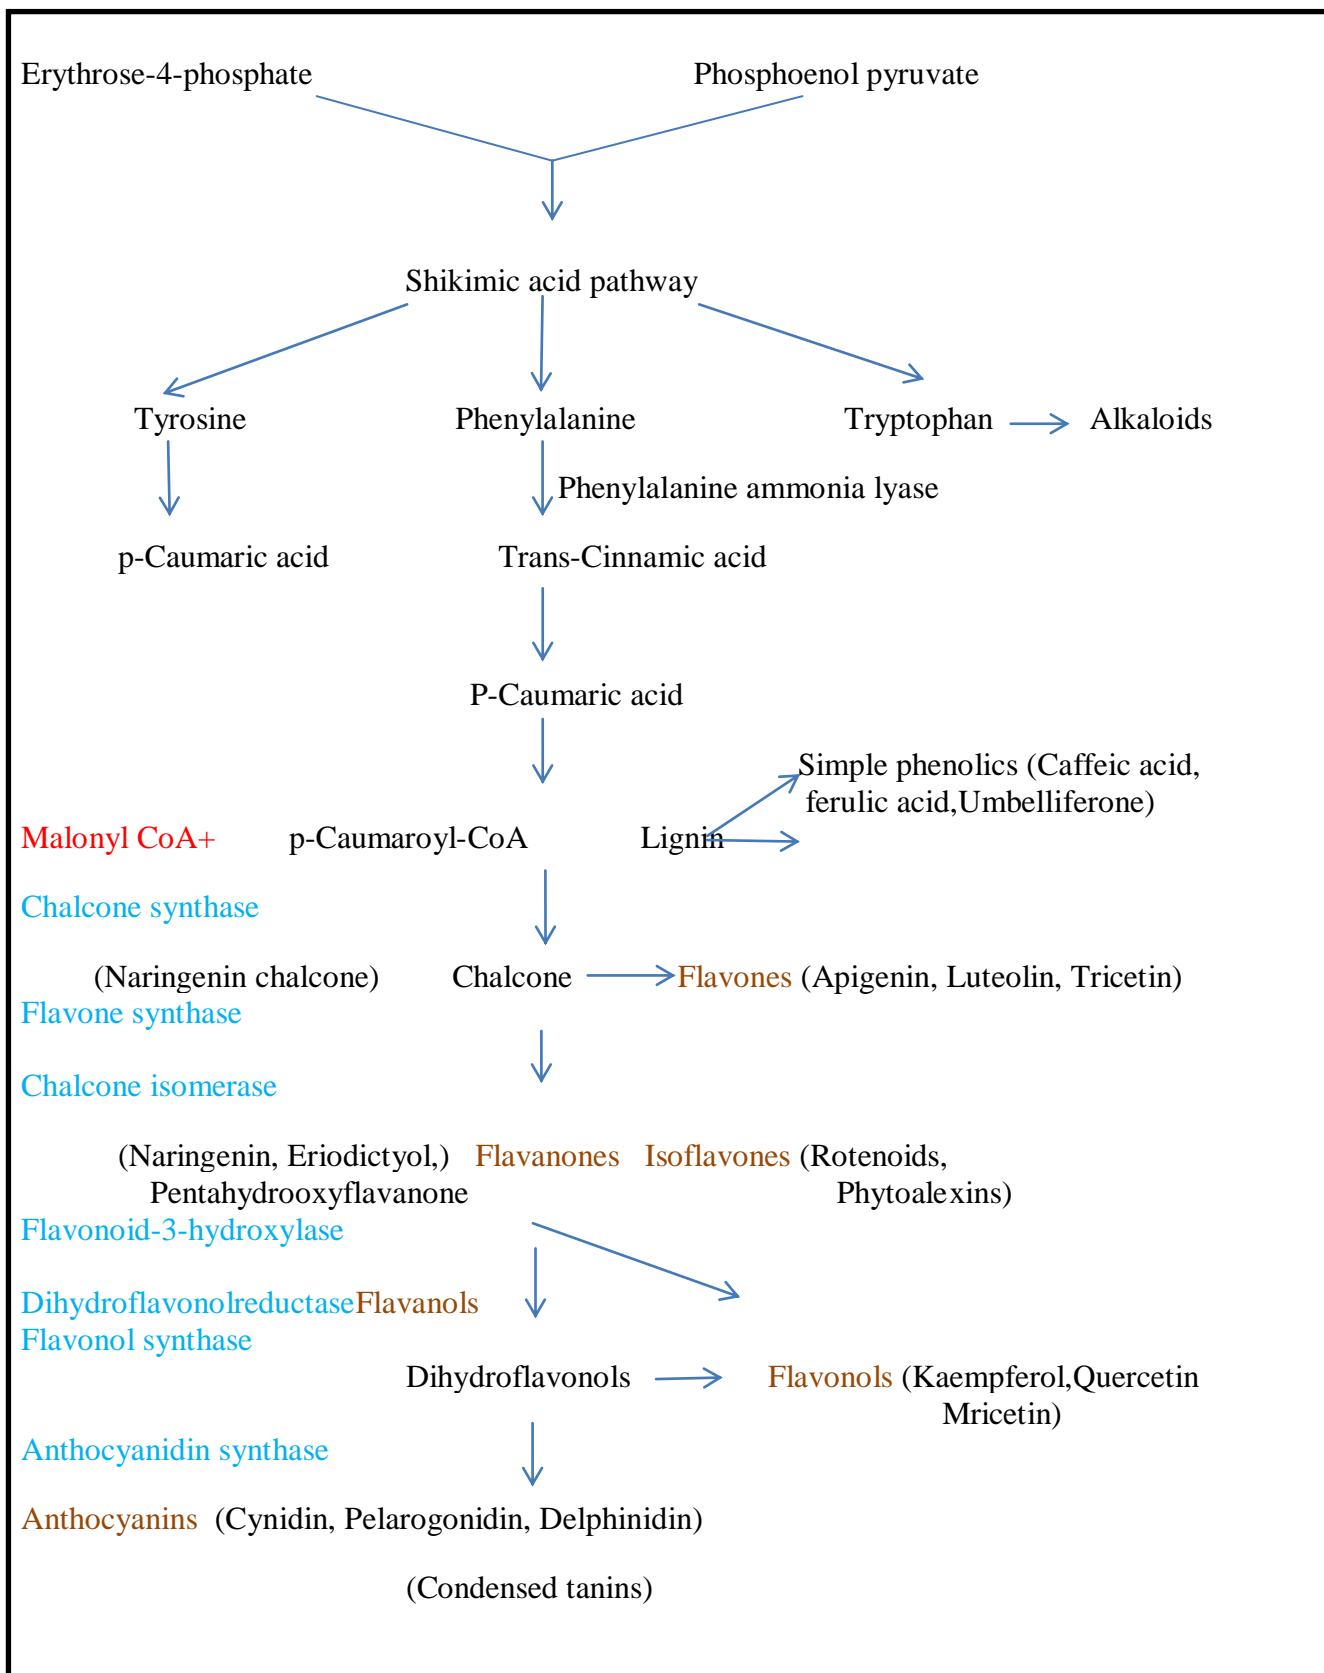 Erythrose-4-phosphate Phosphoenol pyruvate
Shikimic acid pathway
Tyrosine Phenylalanine Tryptophan Alkaloids
Phenylalanine ammonia lyase
p-Caumaric acid Trans-Cinnamic acid
P-Caumaric acid
Simple phenolics (Caffeic acid,
ferulic acid,Umbelliferone)
Malonyl CoA+ p-Caumaroyl-CoA Lignin
Chalcone synthase
(Naringenin chalcone) Chalcone Flavones (Apigenin, Luteolin, Tricetin)
Flavone synthase
Chalcone isomerase
(Naringenin, Eriodictyol,) Flavanones Isoflavones (Rotenoids,
Pentahydrooxyflavanone Phytoalexins)
Flavonoid-3-hydroxylase
DihydroflavonolreductaseFlavanols
Flavonol synthase
Dihydroflavonols Flavonols (Kaempferol,Quercetin
Mricetin)
Anthocyanidin synthase
Anthocyanins (Cynidin, Pelarogonidin, Delphinidin)
(Condensed tanins)